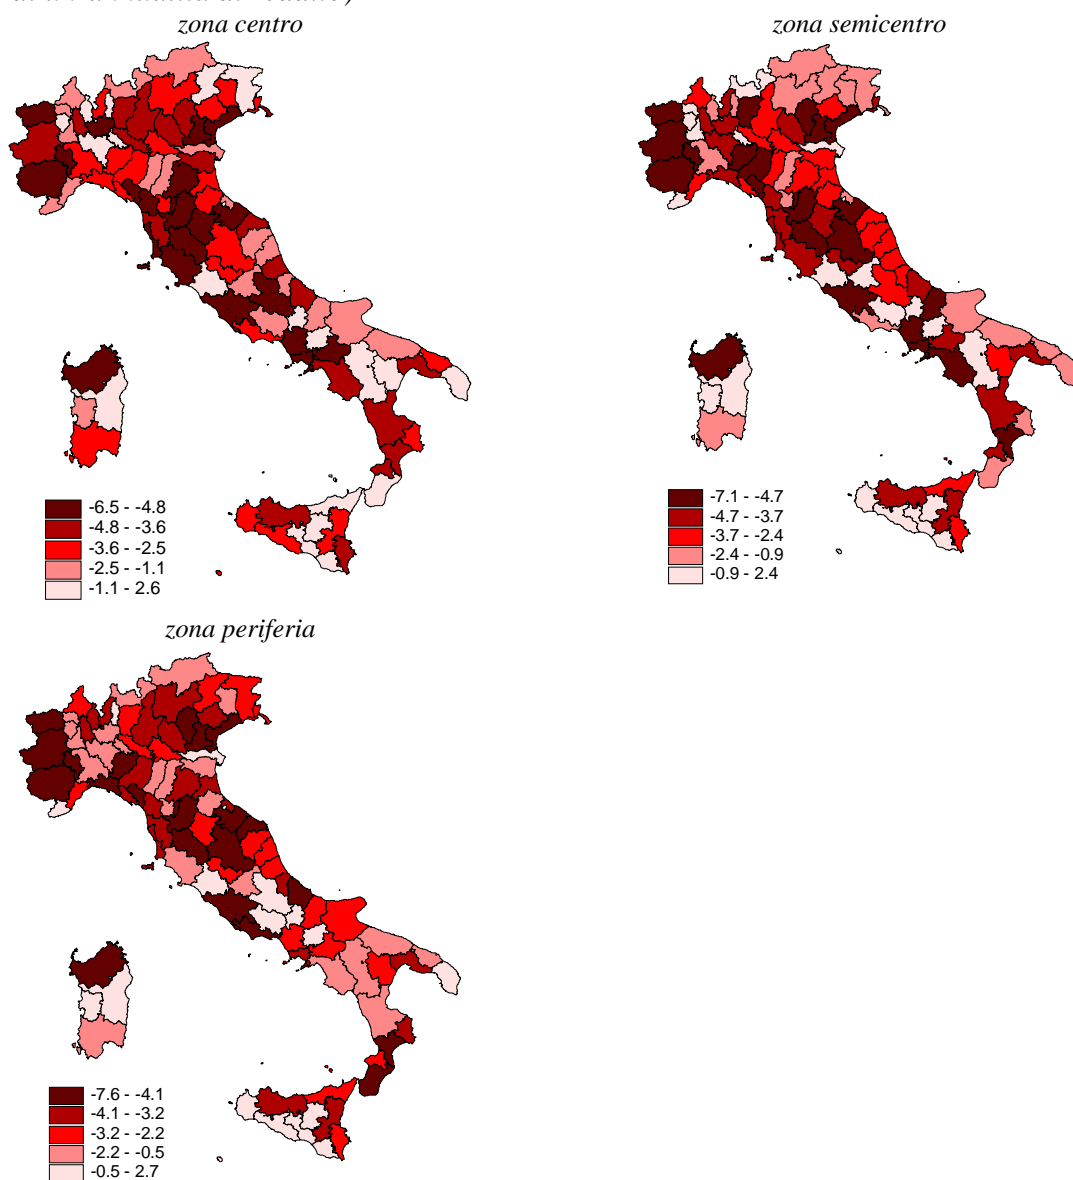 zona centro
zona semicentro
-6.5 - -4.8
-4.8 - -3.6
-3.6 - -2.5
-2.5 - -1.1
-1.1 - 2.6
-7.1 - -4.7
-4.7 - -3.7
-3.7 - -2.4
-2.4 - -0.9
-0.9 - 2.4
zona periferia
-7.6 - -4.1
-4.1 - -3.2
-3.2 - -2.2
-2.2 - -0.5
-0.5 - 2.7